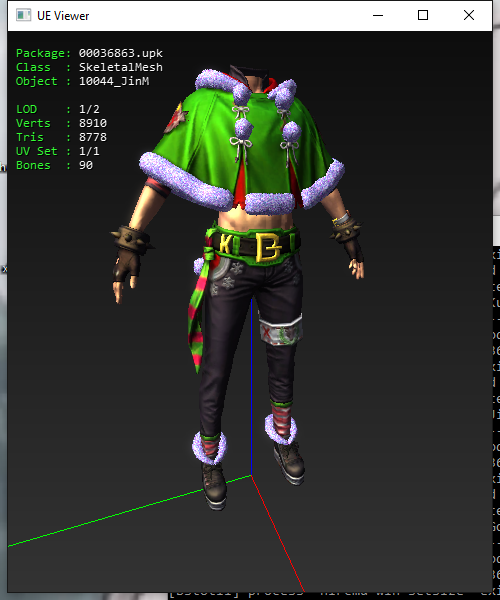 UE Viewer
Package: 00036863.upk
Class  : SkeletalMesh
Object : 10044_JinM
LOD    : 1/2
Verts  : 8910
Tris   : 8778
UV Set : 1/1
Bones  : 90
K B